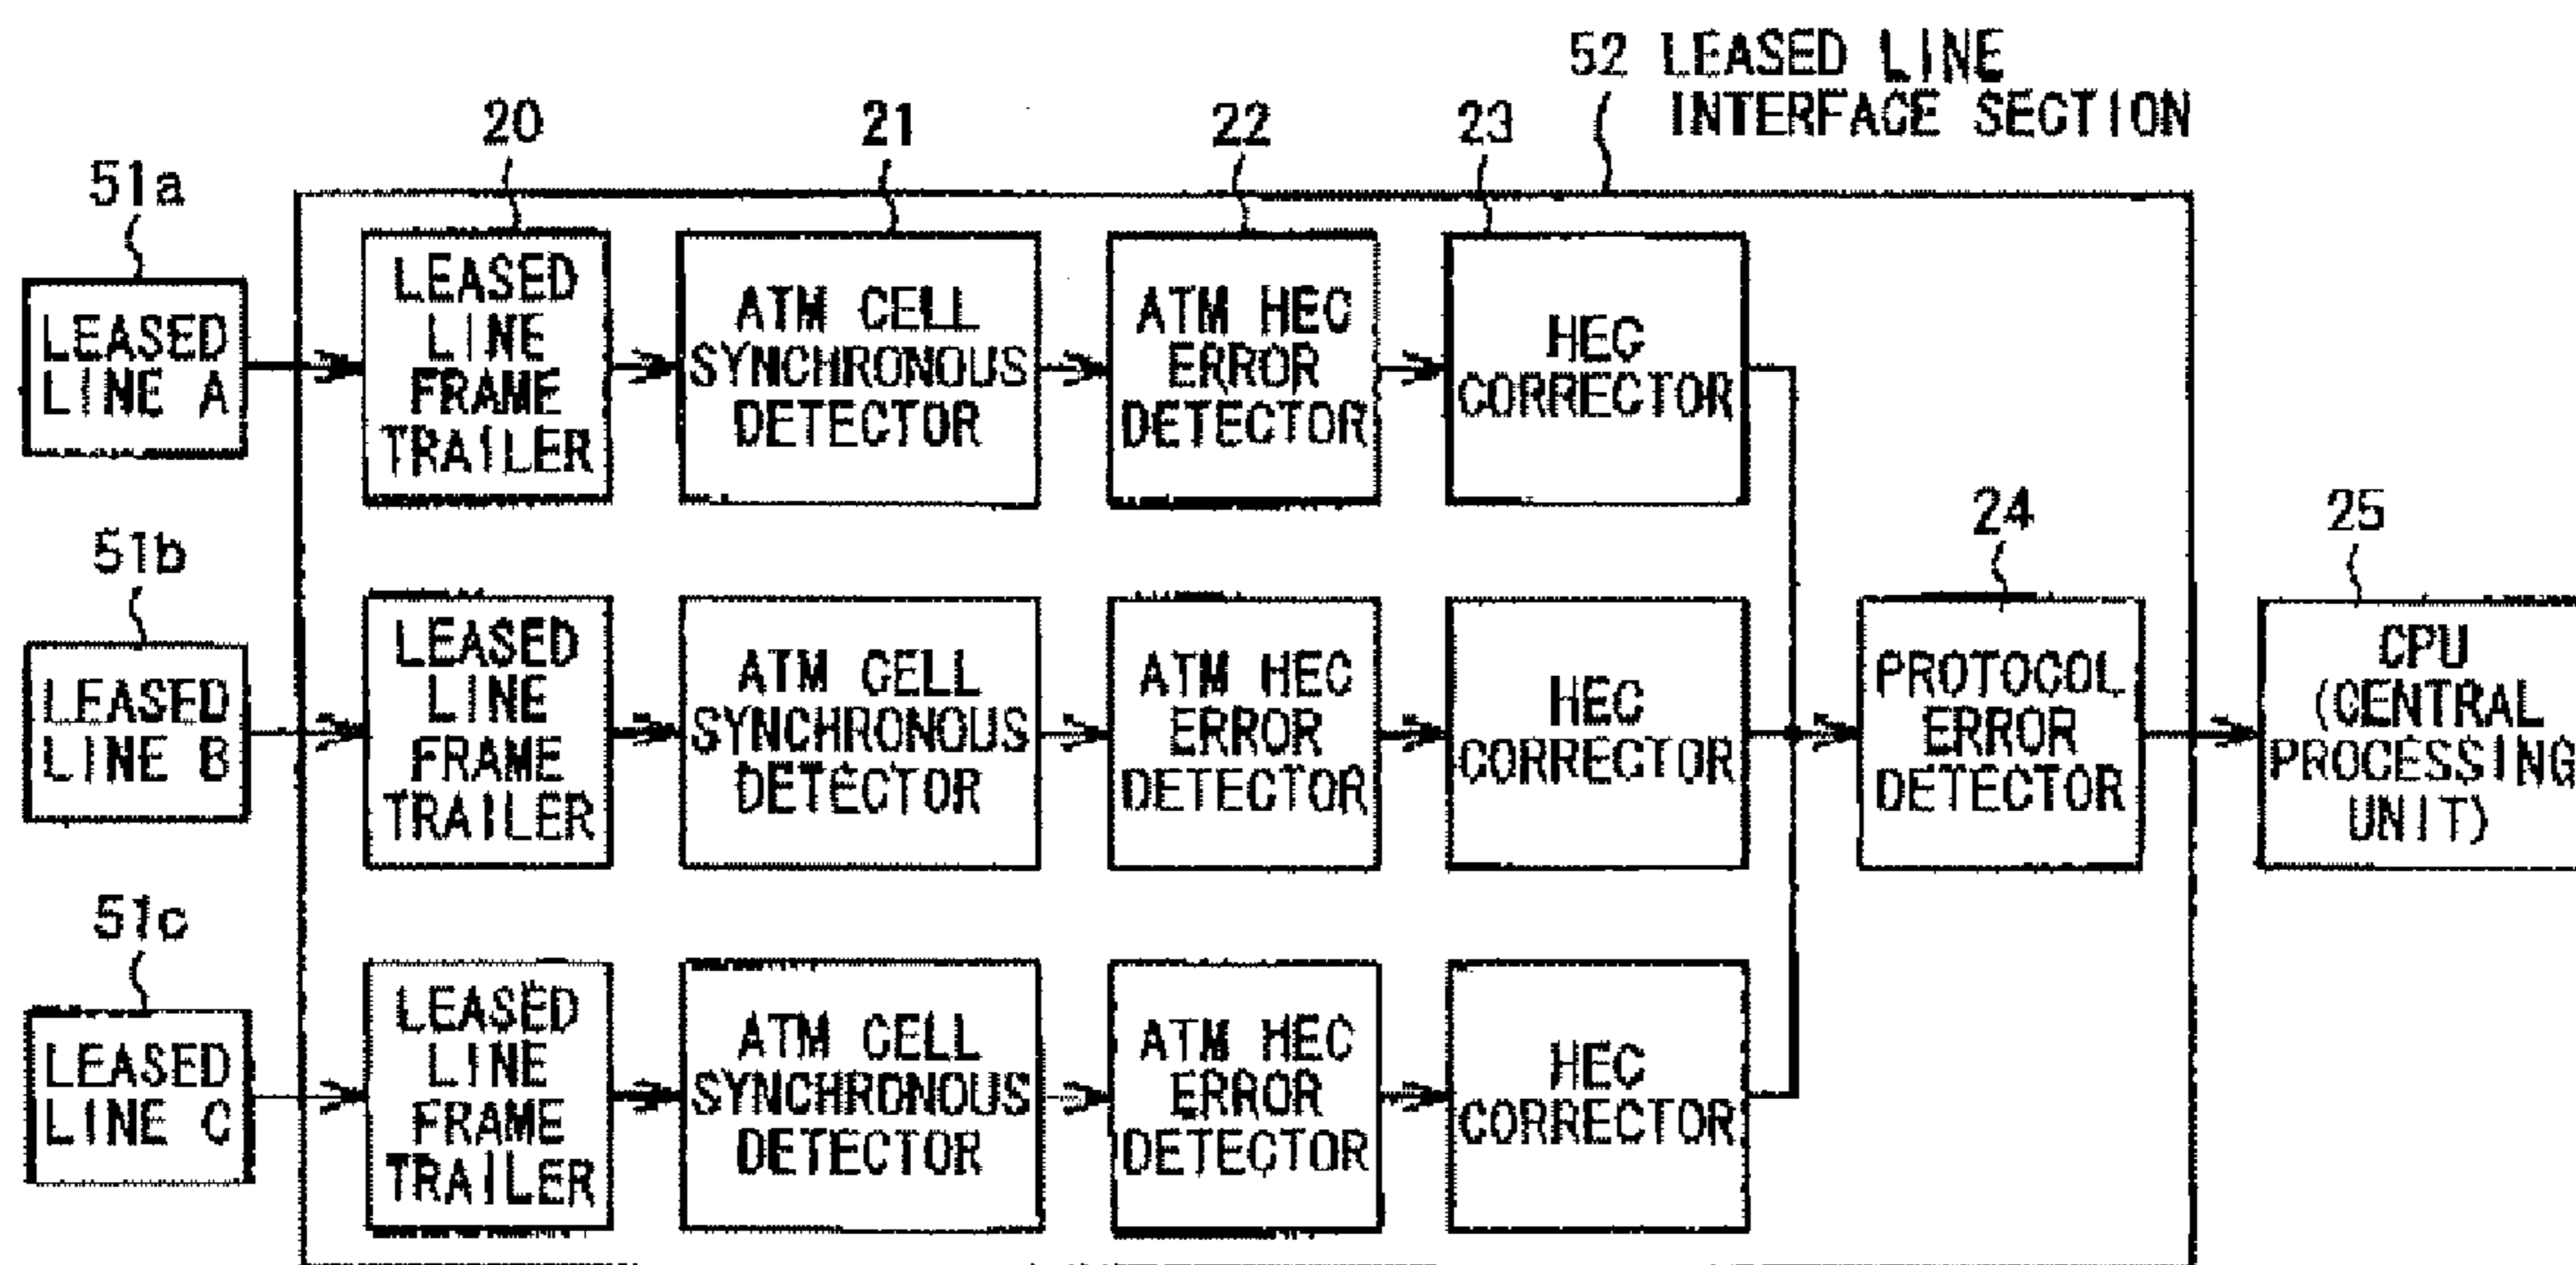 52 LEASED LINE
INTERFACE SECTION
20
21
22
23
51a
LEASED
LINE A
LEASED
LINE
FRAME
TRAILER
ATM CELL
SYNCHRONOUS
DETECTOR
ATM HEC
ERROR
DETECTOR
HEC
CORRECTOR
51b
LEASED
LINE B
LEASED
LINE
FRAME
TRAILER
ATM CELL
SYNCHRONOUS
DETECTOR
ATM HEC
ERROR
DETECTOR
HEC
CORRECTOR
24
PROTOCOL
ERROR
DETECTOR
25
CPU
(CENTRAL
PROCESSING
UNIT)
51c
LEASED
LINE C
LEASED
LINE
FRAME
TRAILER
ATM CELL
SYNCHRONOUS
DETECTOR
ATM HEC
ERROR
DETECTOR
HEC
CORRECTOR